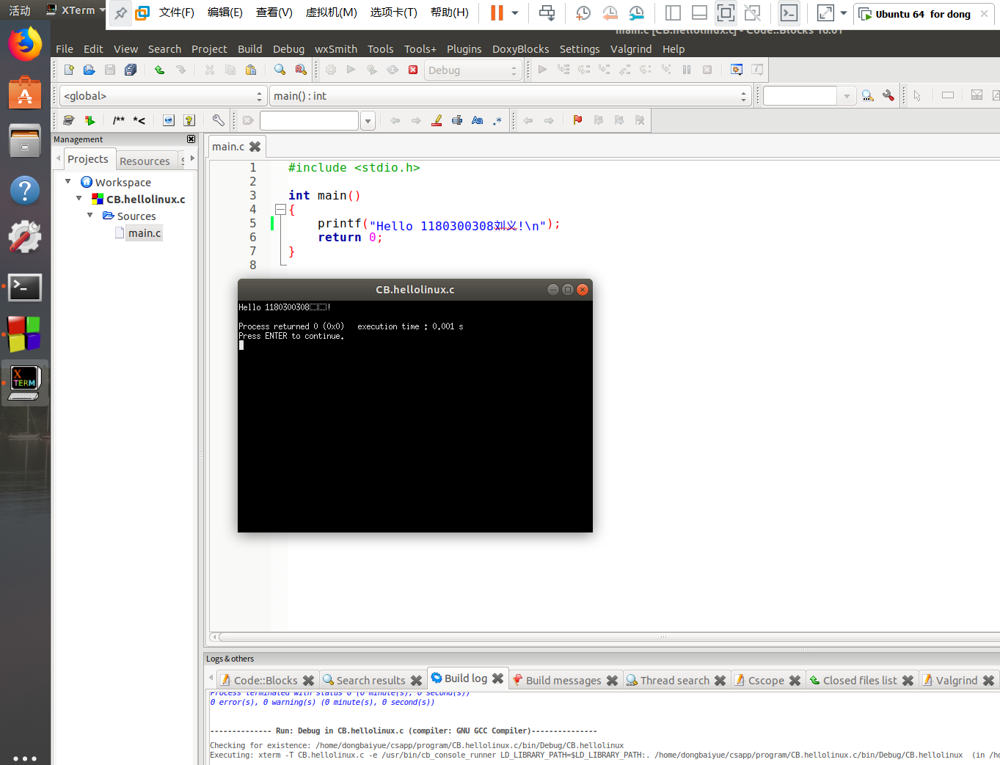 活动 XTerm 文件(F) 编辑(E) 查看(V) 虚拟机(M) 选项卡(T) 帮助(H) Ubuntu 64 for dong
main.c [CB.hellolinux.c] - Code::Blocks 16.01
File Edit View Search Project Build Debug wxSmith Tools Tools+ Plugins DoxyBlocks Settings Valgrind Help
Debug
<global> main() : int
/** *<
Management
Projects Resources
main.c
Workspace
CB.hellolinux.c
Sources
main.c
1 #include <stdio.h>
2
3 int main()
4 {
5 printf("Hello 1180300308刘义!\n");
6 return 0;
7 }
8
CB.hellolinux.c
Hello 1180300308!
Process returned 0 (0x0) execution time : 0.001 s
Press ENTER to continue.
Logs & others
Code::Blocks Search results Build log Build messages Thread search Cscope Closed files list Valgrind
Process terminated with status 0 (0 minute(s), 0 second(s))
0 error(s), 0 warning(s) (0 minute(s), 0 second(s))
-------------- Run: Debug in CB.hellolinux.c (compiler: GNU GCC Compiler)---------------
Checking for existence: /home/dongbaiyue/csapp/program/CB.hellolinux.c/bin/Debug/CB.hellolinux
Executing: xterm -T CB.hellolinux.c -e /usr/bin/cb_console_runner LD_LIBRARY_PATH=$LD_LIBRARY_PATH:. /home/dongbaiyue/csapp/program/CB.hellolinux.c/bin/Debug/CB.hellolinux (in /ho